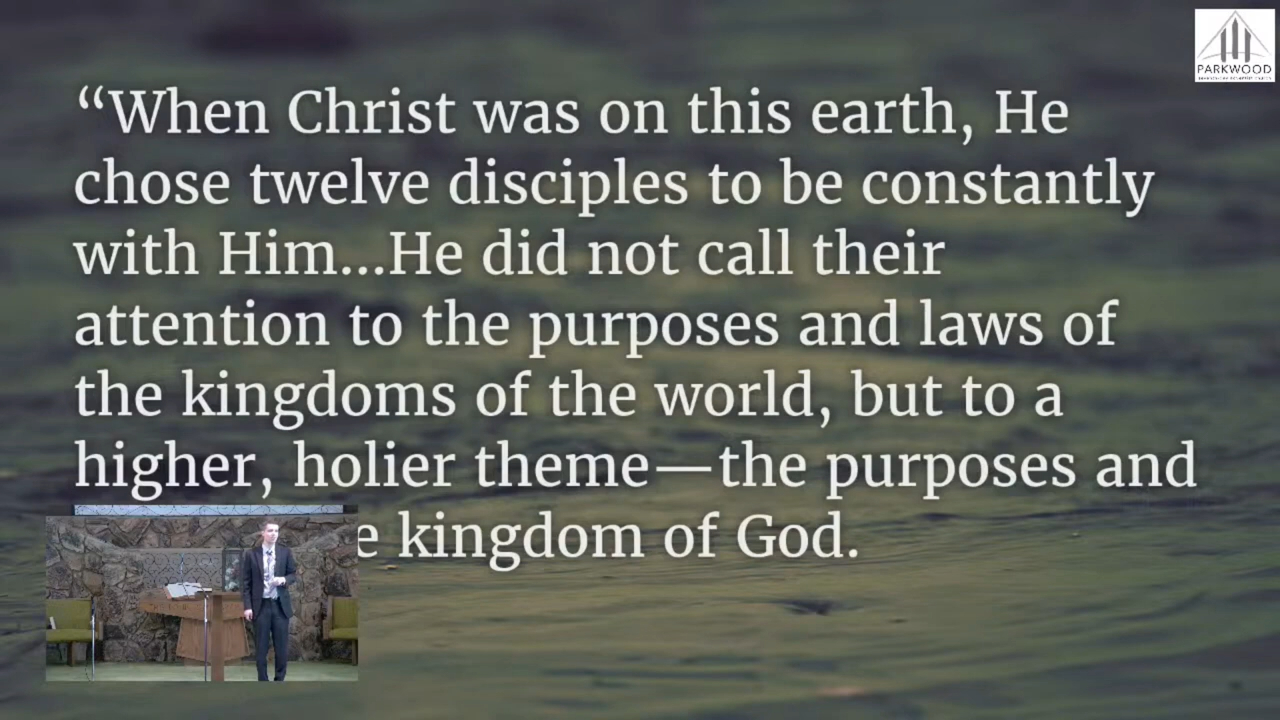 “When Christ was on this earth, He
chose twelve disciples to be constantly
with Him...He did not call their
attention to the purposes and laws of
the kingdoms of the world, but to a
higher, holier theme—the purposes and
e kingdom of God.
PARKWOOD